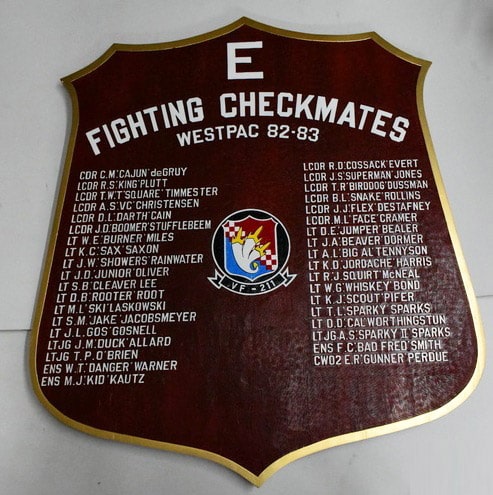 E
FIGHTING CHECKMATES
WESTPAC 82-83
CDR C.M.'CAJUN'deGRUY
LCDR R.S.'KING'PLUTT
LCDR T.W.T.'SQUARE'TIMMESTER
LCDR A.S.'VC'CHRISTENSEN
LCDR D.L.'DARTH'CAIN
LCDR J.D.'BOOMER'STUFFLEBEEM
LT W.E.'BURNER'MILES
LT K.C.'SAX'SAXON
LT J.W.'SHOWERS'RAINWATER
LT J.D.'JUNIOR'OLIVER
LT S.B.'CLEAVER'LEE
LT D.B.'ROOTER'ROOT
LT M.L.'SKI'LASKOWSKI
LT S.M.'JAKE'JACOBSMEYER
LT J.L.'GOS'GOSNELL
LTJG J.M.'DUCK'ALLARD
LTJG T.P.O'BRIEN
ENS W.T.'DANGER'WARNER
ENS M.J.'KID'KAUTZ
LCDR R.D.'COSSACK'EVERT
LCDR J.S.'SUPERMAN'JONES
LCDR T.R.'BIRDDOG'DUSSMAN
LCDR B.L.'SNAKE'ROLLINS
LCDR J.J.'FLEX'DESTAFNEY
LCDR M.L.'FACE'CRAMER
LT D.E.'JUMPER'BEALER
LT J.A.'BEAVER'DORMER
LT A.L.'BIG AL'TENNYSON
LT K.D.'JORDACHE'HARRIS
LT R.J.'SQUIRT'McNEAL
LT W.G.'WHISKEY'BOND
LT K.J.'SCOUT'PIFER
LT T.L.'SPARKY'SPARKS
LT D.D.'CAL'WORTHINGSTUN
LTJG A.S.'SPARKY II'SPARKS
ENS F.C.'BAD FRED'SMITH
CWO2 E.R.'GUNNER'PERDUE
VF-211